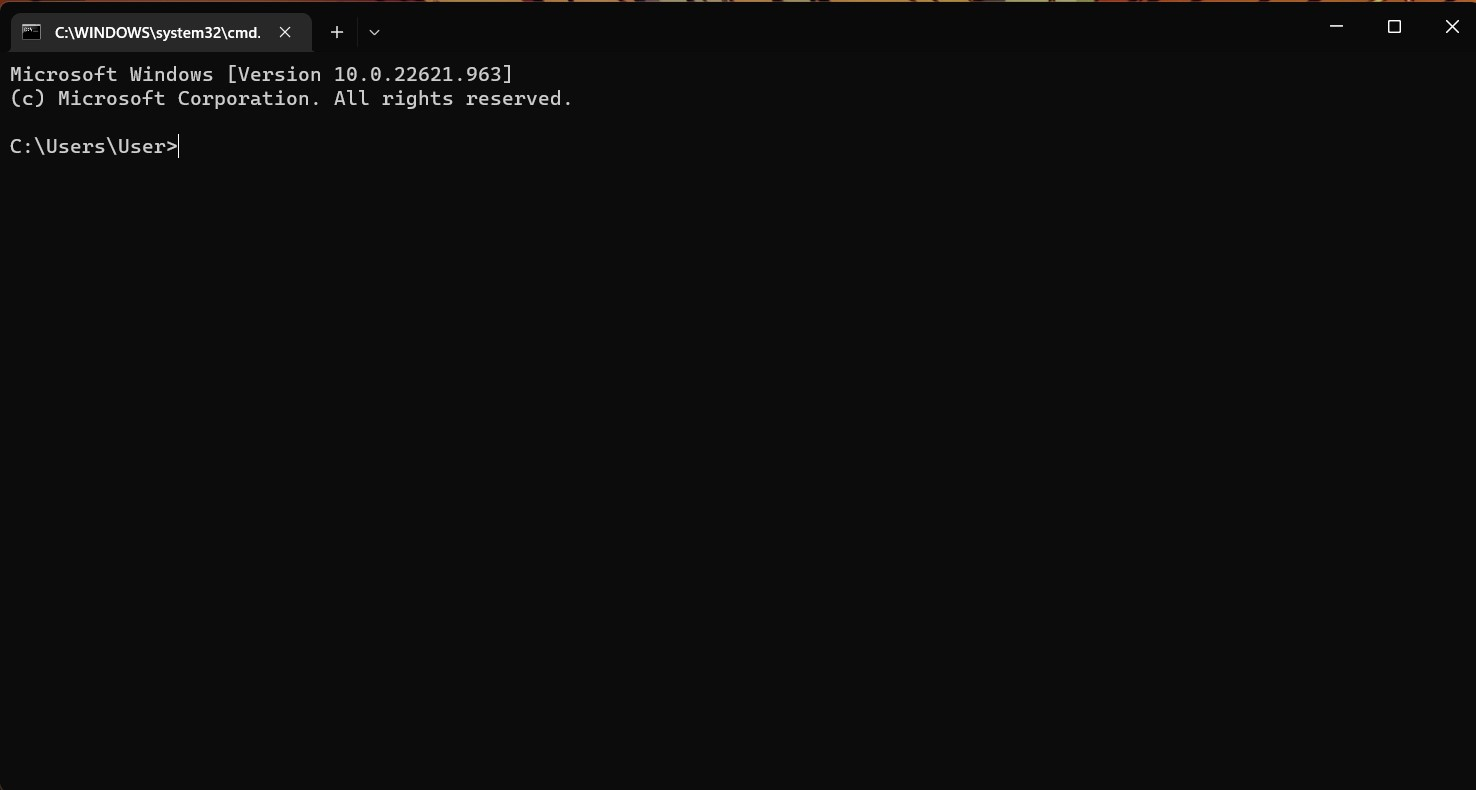 C:\WINDOWS\system32\cmd.
Microsoft Windows [Version 10.0.22621.963]
(c) Microsoft Corporation. All rights reserved.
C:\Users\User>